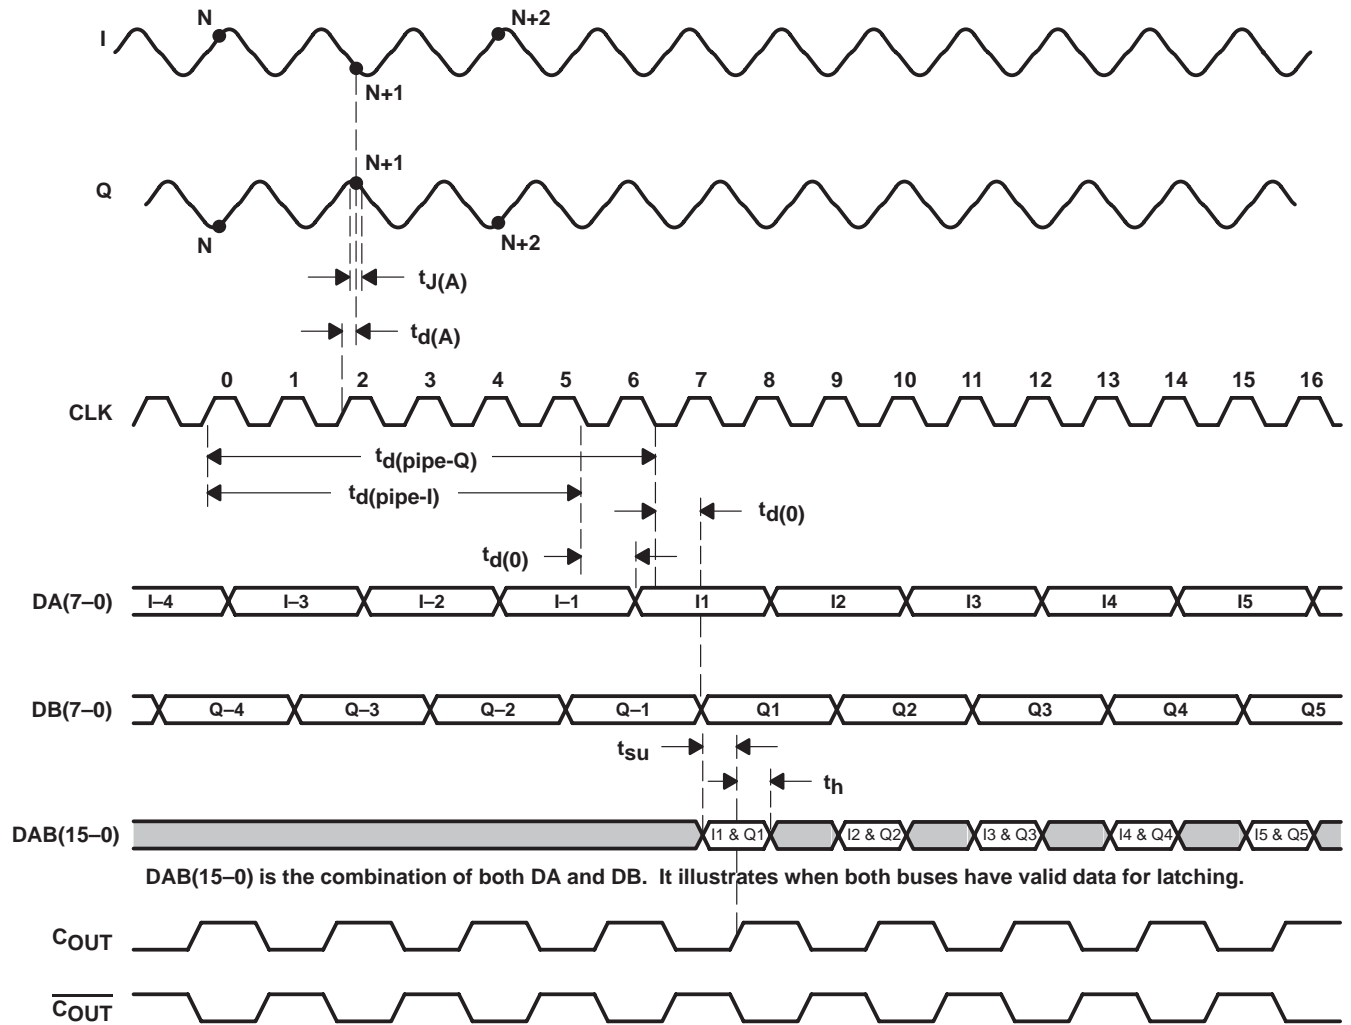 N
N+2
I
N+1
N+1
Q
N
N+2
tJ(A)
td(A)
0 1 2 3 4 5 6 7 8 9 10 11 12 13 14 15 16
CLK
td(pipe-Q)
td(pipe-I)
td(0)
td(0)
DA(7–0) I–4 I–3 I–2 I–1 I1 I2 I3 I4 I5
DB(7–0) Q–4 Q–3 Q–2 Q–1 Q1 Q2 Q3 Q4 Q5
tsu
th
DAB(15–0) I1 & Q1 I2 & Q2 I3 & Q3 I4 & Q4 I5 & Q5
DAB(15–0) is the combination of both DA and DB. It illustrates when both buses have valid data for latching.
COUT
COUT